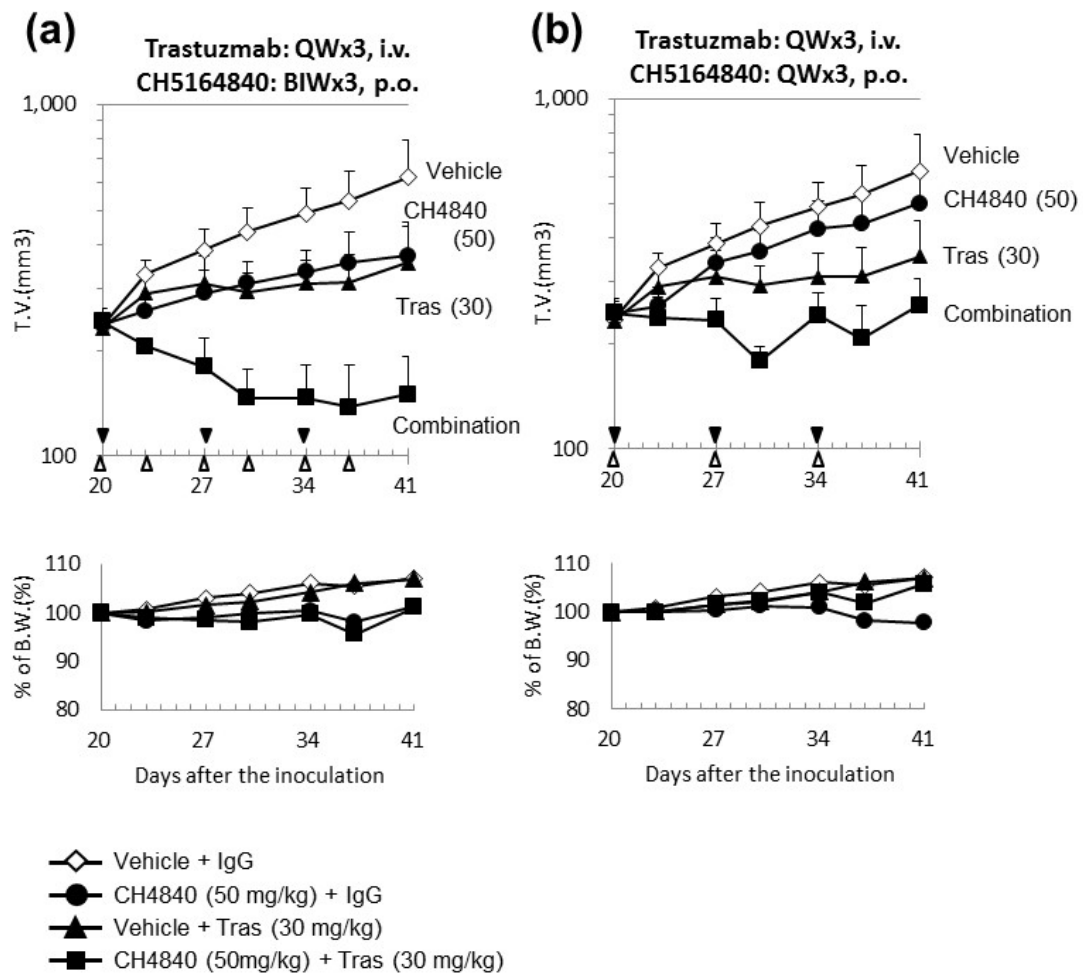 (a)
Trastuzmab: QWx3, i.v.
CH5164840: BIWx3, p.o.
1,000
T.V.(mm3)
Vehicle
CH4840
(50)
Tras (30)
Combination
100
20 27 34 41
110
100
90
80
% of B.W.(%)
20 27 34 41
Days after the inoculation
(b)
Trastuzmab: QWx3, i.v.
CH5164840: QWx3, p.o.
1,000
T.V.(mm3)
Vehicle
CH4840 (50)
Tras (30)
Combination
100
20 27 34 41
110
100
90
80
% of B.W.(%)
20 27 34 41
Days after the inoculation
Vehicle + IgG
CH4840 (50 mg/kg) + IgG
Vehicle + Tras (30 mg/kg)
CH4840 (50mg/kg) + Tras (30 mg/kg)